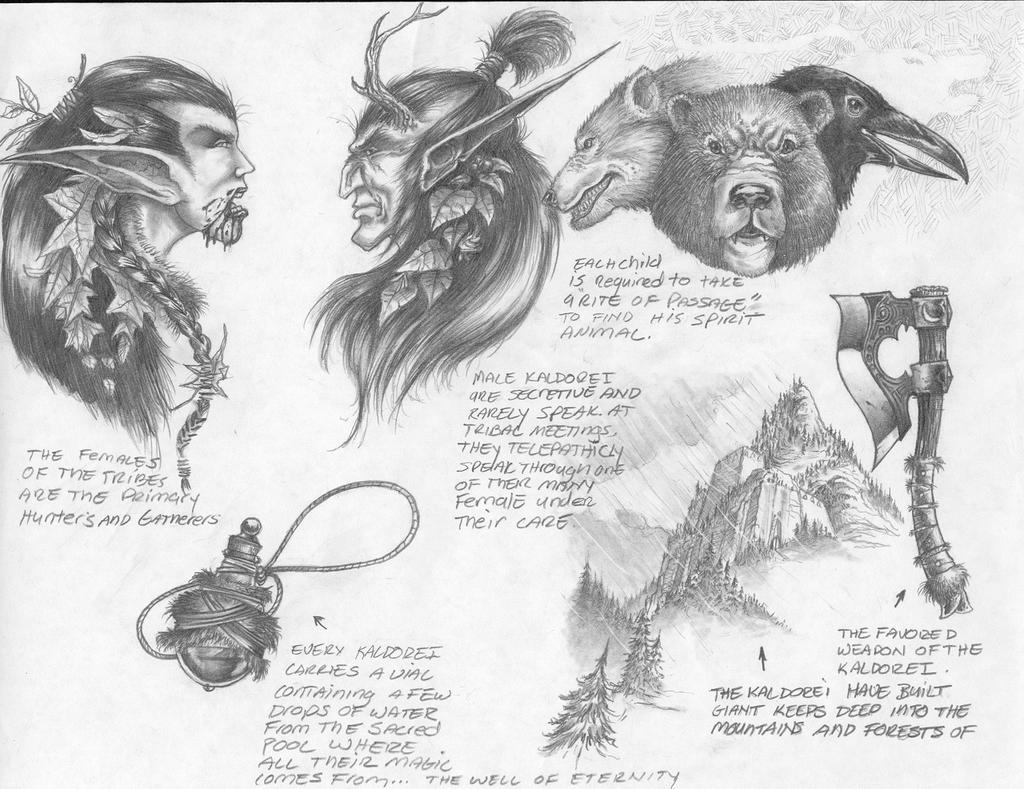 EACH child
is Required to TAKE
a "RITE OF PASSAGE"
TO FIND HIS SPIRIT
ANIMAL.
MALE KALDOREI
are SECRETIVE AND
RARELY SPEAK. AT
TRIBAL MEETINGS,
THEY TELEPATHICLY
SPEAK THROUGH ONE
OF THEIR MANY
Female under
Their CARE
THE FEMALES
OF THE TRIBES
ARE THE PRIMARY
HUNTER'S AND GATHERERS
EVERY KALDOREI
CARRIES A VIAL
CONTAINING A FEW
DROPS OF WATER
FROM THE SACRED
POOL WHERE
ALL THEIR MAGIC
COMES FROM... THE WELL OF ETERNITY
THE FAVORED
WEAPON OF THE
KALDOREI.
THE KALDOREI HAVE BUILT
GIANT KEEPS DEEP INTO THE
MOUNTAINS AND FORESTS OF